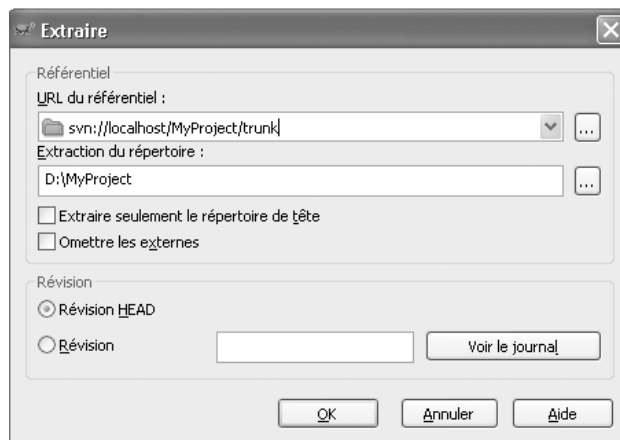 Extraire
Référentiel
URL du référentiel :
svn://localhost/MyProject/trunk
...
Extraction du répertoire :
D:\MyProject
...
Extraire seulement le répertoire de tête
Omettre les externes
Révision
Révision HEAD
Révision
Voir le journal
OK
Annuler
Aide